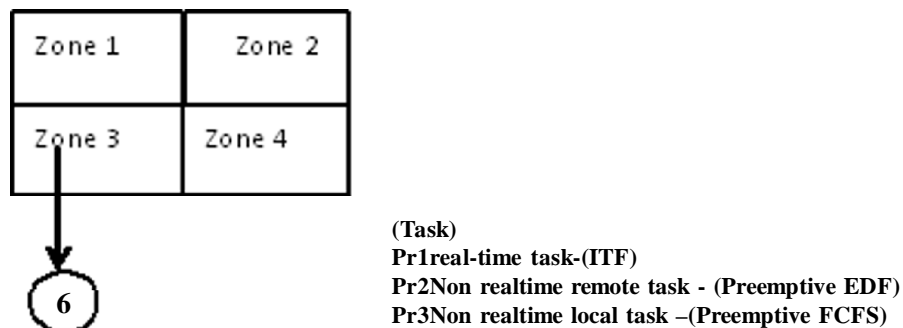 Zone 1
Zone 2
Zone 3
Zone 4
(Task)
Pr1real-time task-(ITF)
Pr2Non realtime remote task - (Preemptive EDF)
6
Pr3Non realtime local task –(Preemptive FCFS)